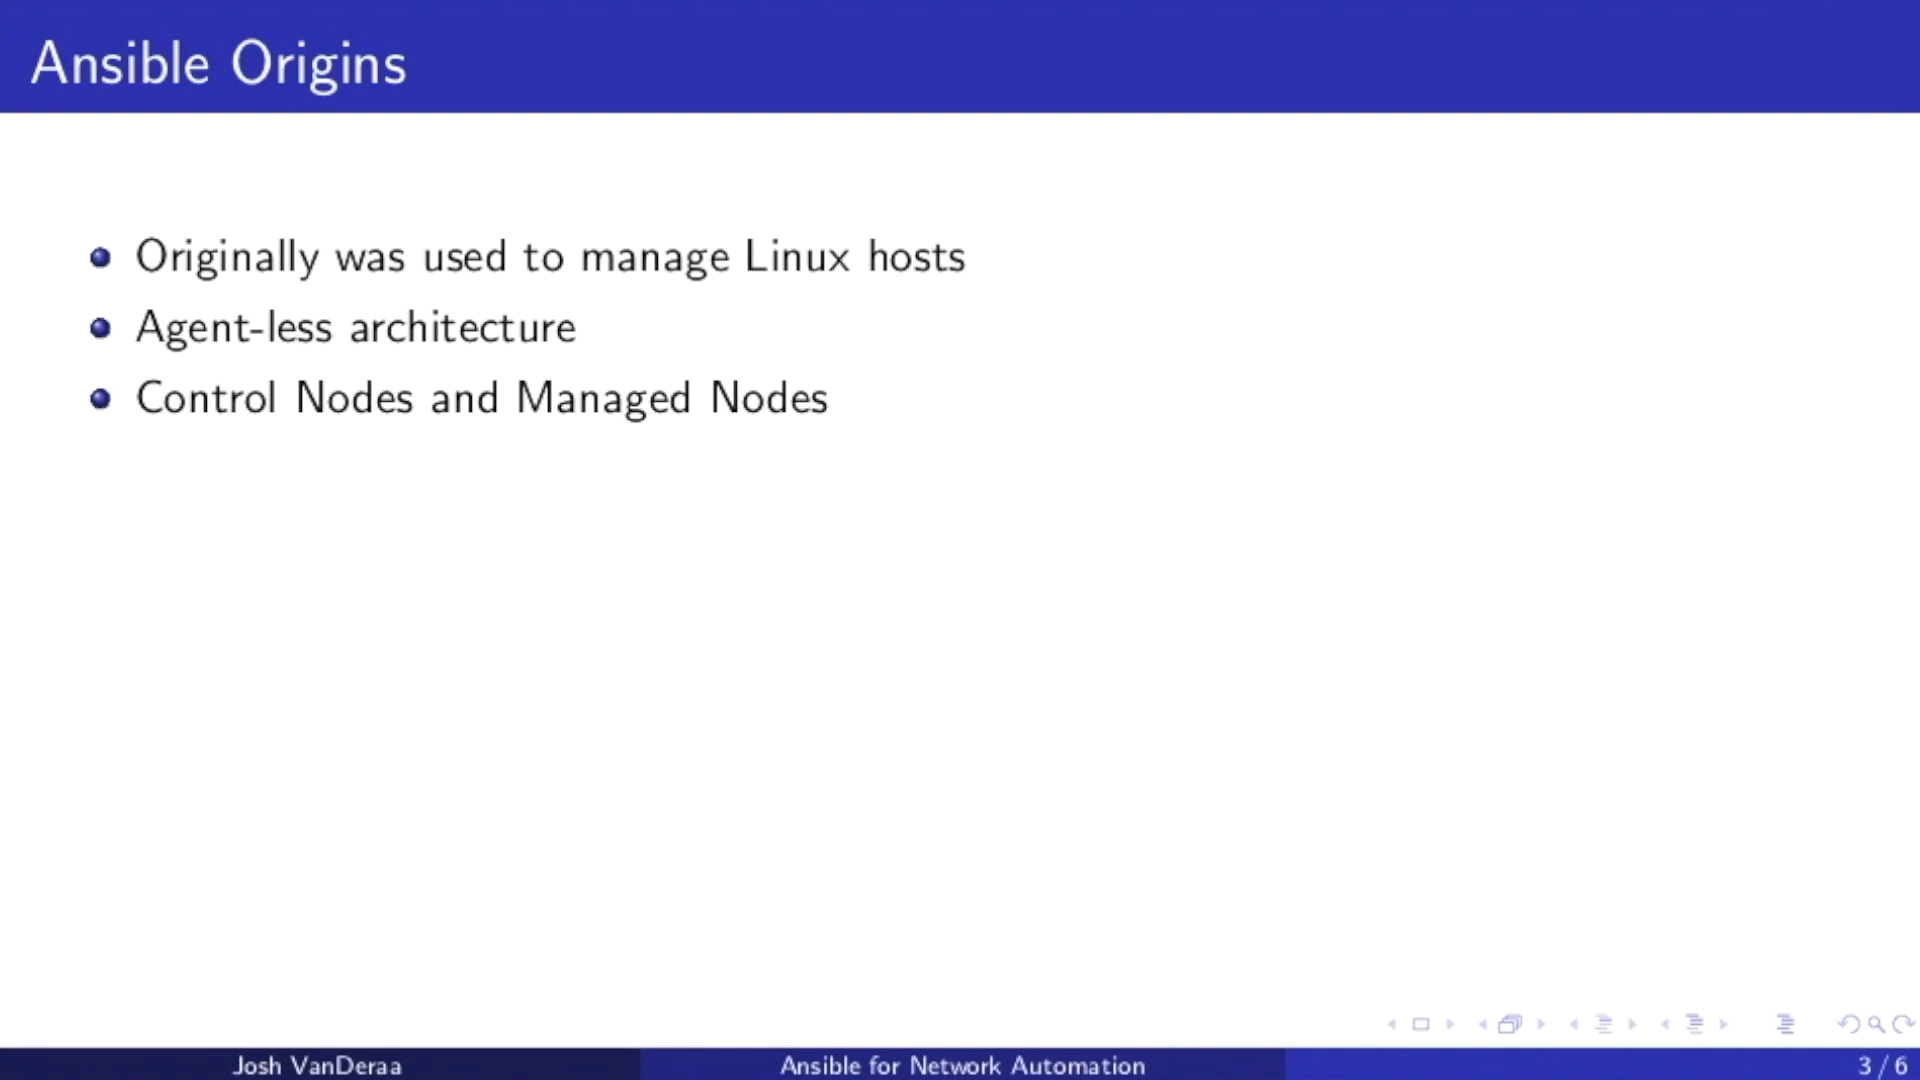 Ansible Origins
Originally was used to manage Linux hosts
Agent-less architecture
Control Nodes and Managed Nodes
Josh VanDeraa
Ansible for Network Automation
3 / 6